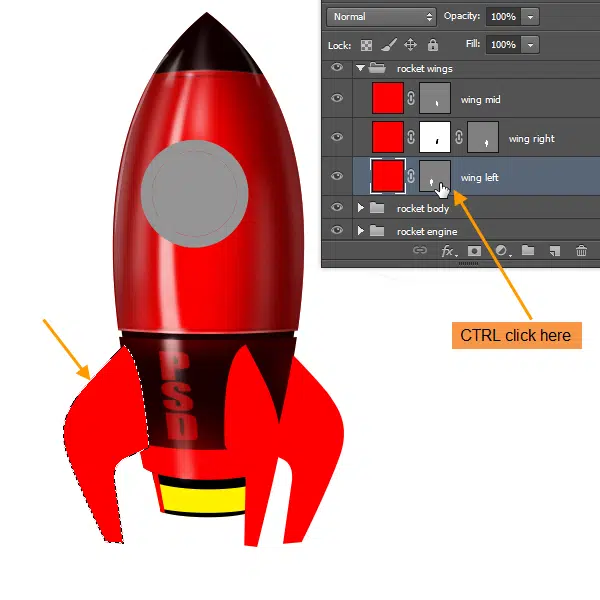 Normal Opacity: 100%
Lock: Fill: 100%
rocket wings
wing mid
wing right
wing left
rocket body
rocket engine
fx
CTRL click here
PSD